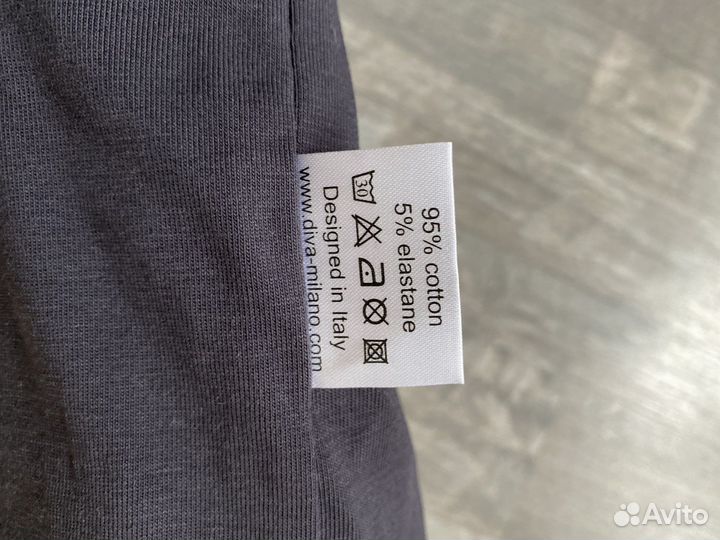 95% cotton
5% elastane
30
Designed in Italy
www.diva-milano.com
Avito